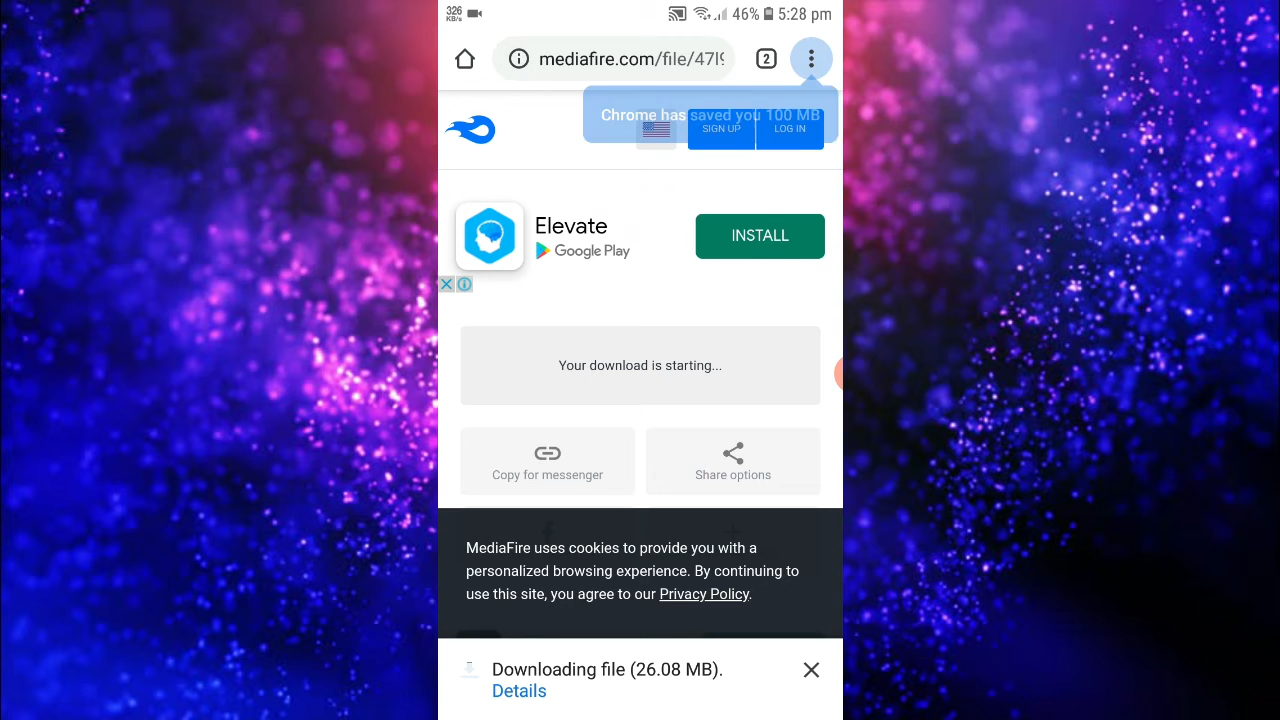 326
KB/s
46%
5:28 pm
mediafire.com/file/47l9
2
Chrome has saved you 100 MB
SIGN UP
LOG IN
Elevate
Google Play
INSTALL
Your download is starting...
Copy for messenger
Share options
MediaFire uses cookies to provide you with a
personalized browsing experience. By continuing to
use this site, you agree to our Privacy Policy.
Downloading file (26.08 MB).
Details